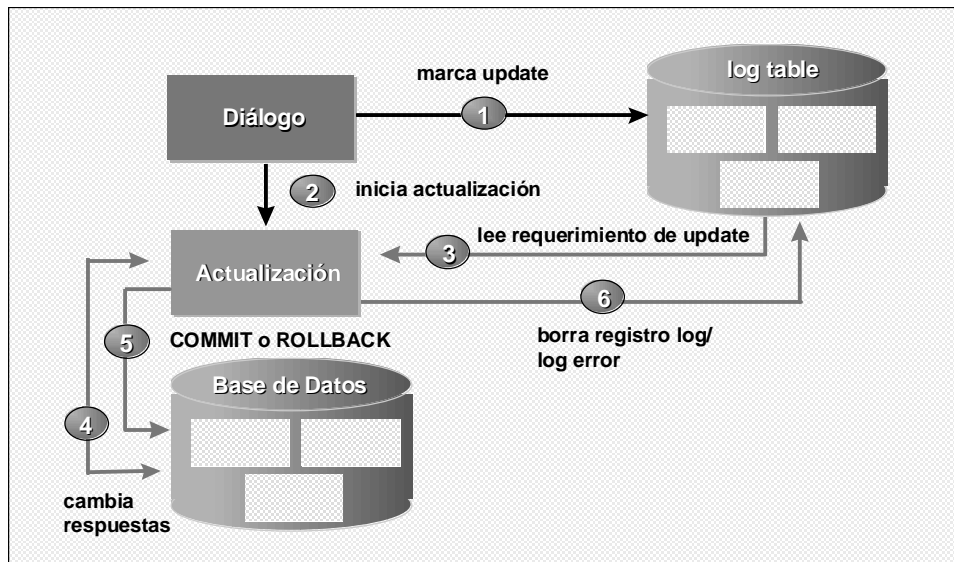 marca update
log table
Diálogo
1
2
inicia actualización
lee requerimiento de update
3
Actualización
6
5
COMMIT o ROLLBACK
borra registro log/
log error
Base de Datos
4
cambia
respuestas